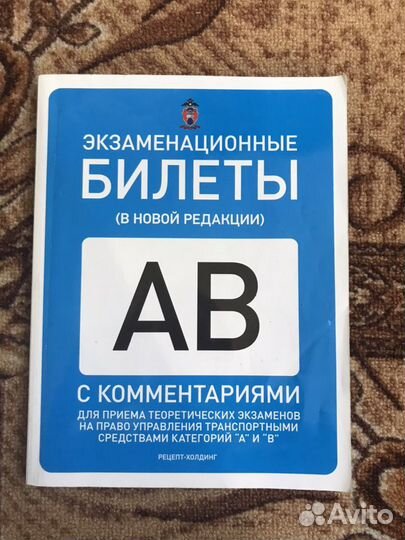 ЭКЗАМЕНАЦИОННЫЕ
БИЛЕТЫ
(В НОВОЙ РЕДАКЦИИ)
АВ
С КОММЕНТАРИЯМИ
ДЛЯ ПРИЕМА ТЕОРЕТИЧЕСКИХ ЭКЗАМЕНОВ
НА ПРАВО УПРАВЛЕНИЯ ТРАНСПОРТНЫМИ
СРЕДСТВАМИ КАТЕГОРИЙ "А" И "В"
РЕЦЕПТ-ХОЛДИНГ
Avito